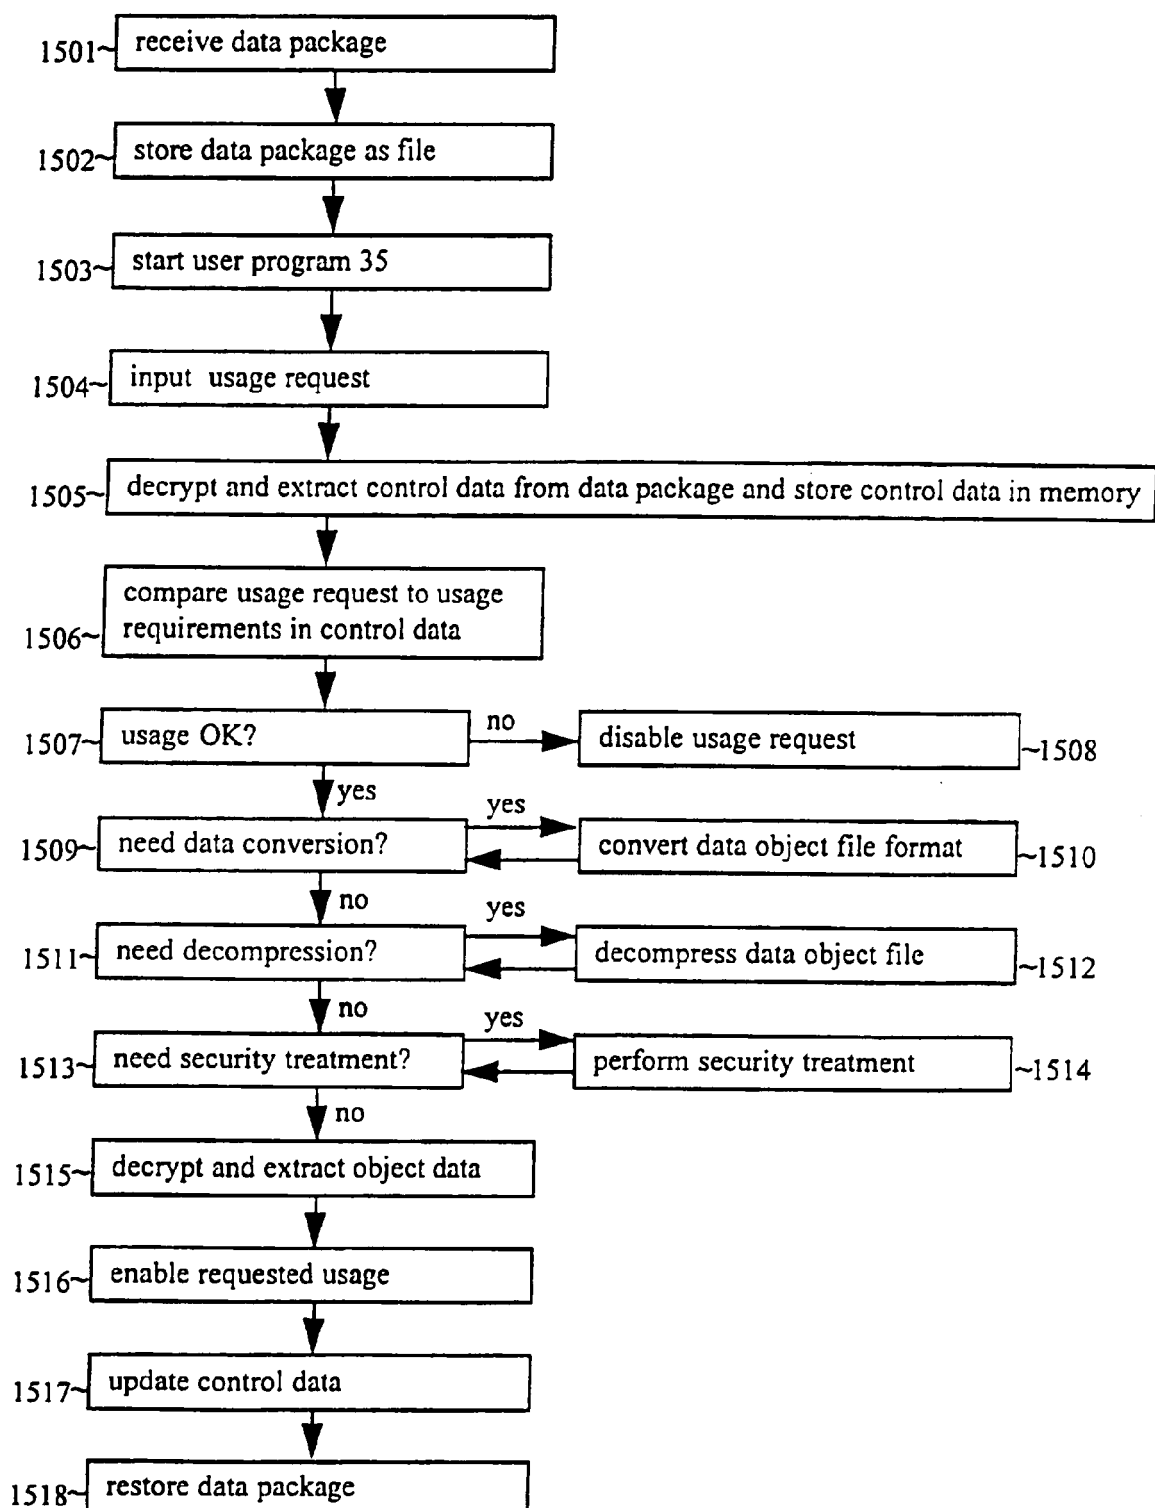 1501~ receive data package
1502~ store data package as file
1503~ start user program 35
1504~ input usage request
1505~ decrypt and extract control data from data package and store control data in memory
compare usage request to usage
1506~ requirements in control data
1507~ usage OK? no disable usage request ~1508
yes yes
1509~ need data conversion? convert data object file format ~1510
no yes
1511~ need decompression? decompress data object file ~1512
no yes
1513~ need security treatment? perform security treatment ~1514
no
1515~ decrypt and extract object data
1516~ enable requested usage
1517~ update control data
1518~ restore data package